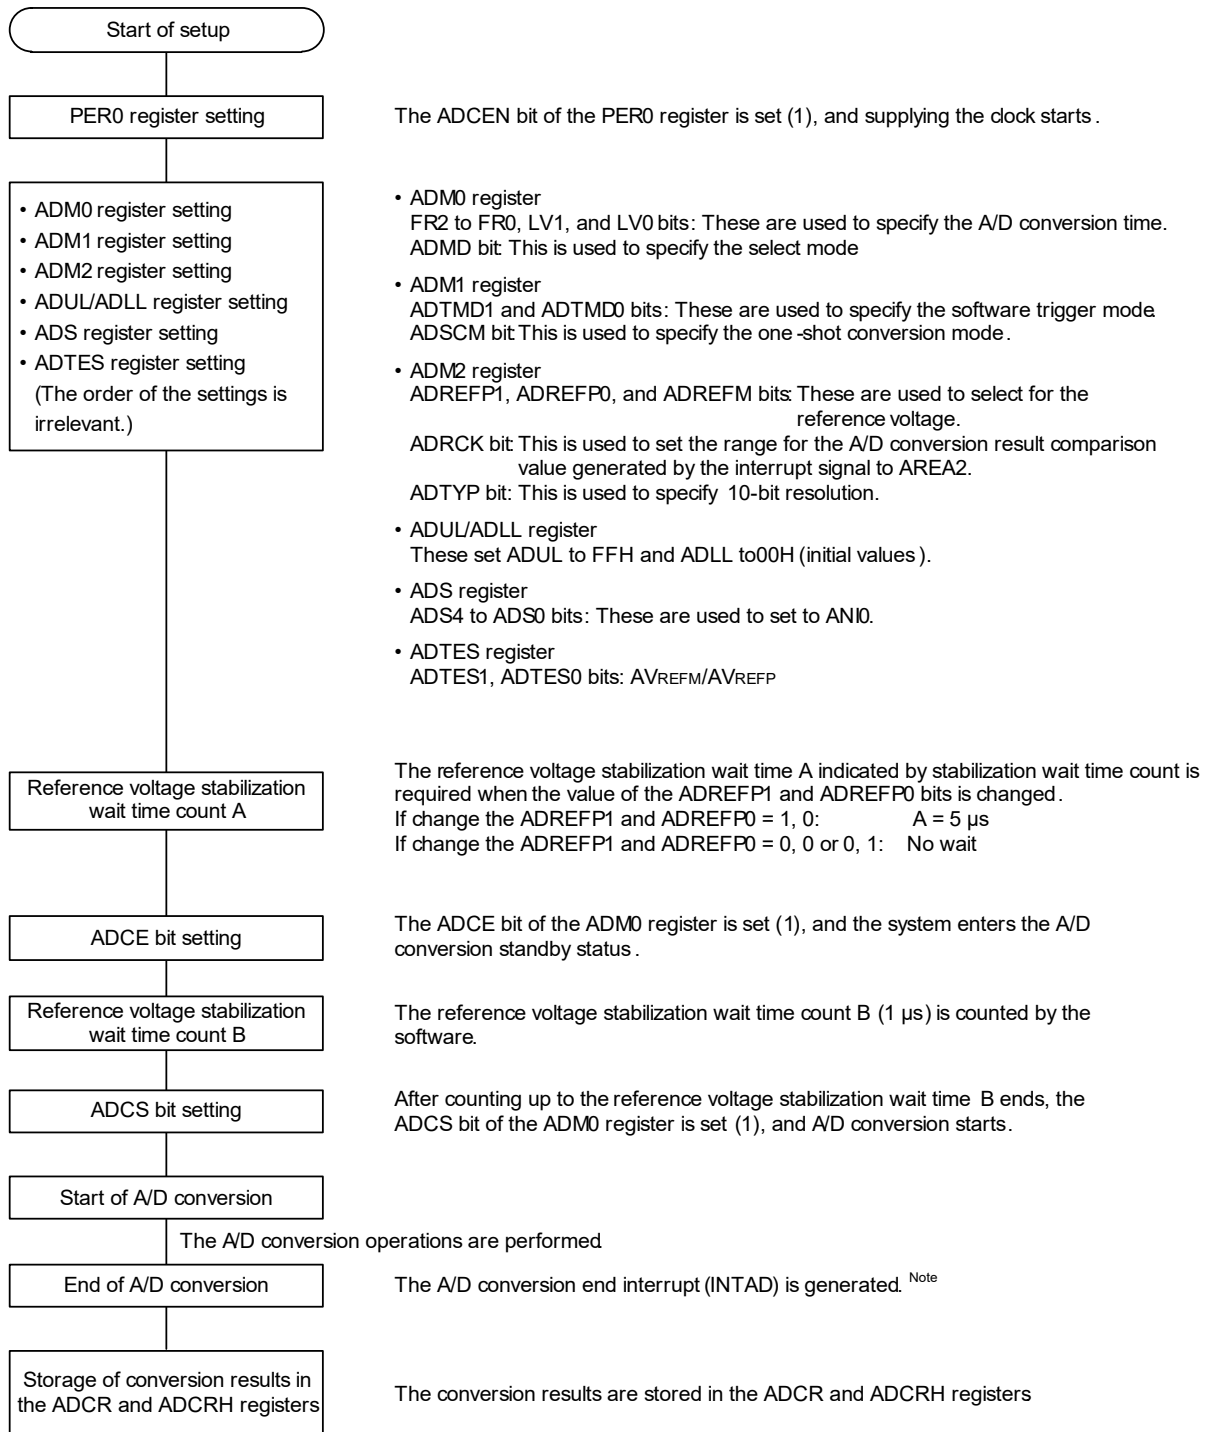 Start of setup
PER0 register setting
The ADCEN bit of the PER0 register is set (1), and supplying the clock starts.
• ADM0 register setting
• ADM1 register setting
• ADM2 register setting
• ADUL/ADLL register setting
• ADS register setting
• ADTES register setting
(The order of the settings is
irrelevant.)
• ADM0 register
FR2 to FR0, LV1, and LV0 bits: These are used to specify the A/D conversion time.
ADMD bit: This is used to specify the select mode
• ADM1 register
ADTMD1 and ADTMD0 bits: These are used to specify the software trigger mode.
ADSCM bit: This is used to specify the one-shot conversion mode.
• ADM2 register
ADREFP1, ADREFP0, and ADREFM bits: These are used to select for the
reference voltage.
ADRCK bit: This is used to set the range for the A/D conversion result comparison
value generated by the interrupt signal to AREA2.
ADTYP bit: This is used to specify 10-bit resolution.
• ADUL/ADLL register
These set ADUL to FFH and ADLL to00H (initial values).
• ADS register
ADS4 to ADS0 bits: These are used to set to ANI0.
• ADTES register
ADTES1, ADTES0 bits: AVREFM/AVREFP
Reference voltage stabilization
wait time count A
The reference voltage stabilization wait time A indicated by stabilization wait time count is
required when the value of the ADREFP1 and ADREFP0 bits is changed.
If change the ADREFP1 and ADREFP0 = 1, 0: A = 5 µs
If change the ADREFP1 and ADREFP0 = 0, 0 or 0, 1: No wait
ADCE bit setting
The ADCE bit of the ADM0 register is set (1), and the system enters the A/D
conversion standby status.
Reference voltage stabilization
wait time count B
The reference voltage stabilization wait time count B (1 µs) is counted by the
software.
ADCS bit setting
After counting up to the reference voltage stabilization wait time B ends, the
ADCS bit of the ADM0 register is set (1), and A/D conversion starts.
Start of A/D conversion
The A/D conversion operations are performed.
End of A/D conversion
The A/D conversion end interrupt (INTAD) is generated. Note
Storage of conversion results in
the ADCR and ADCRH registers
The conversion results are stored in the ADCR and ADCRH registers